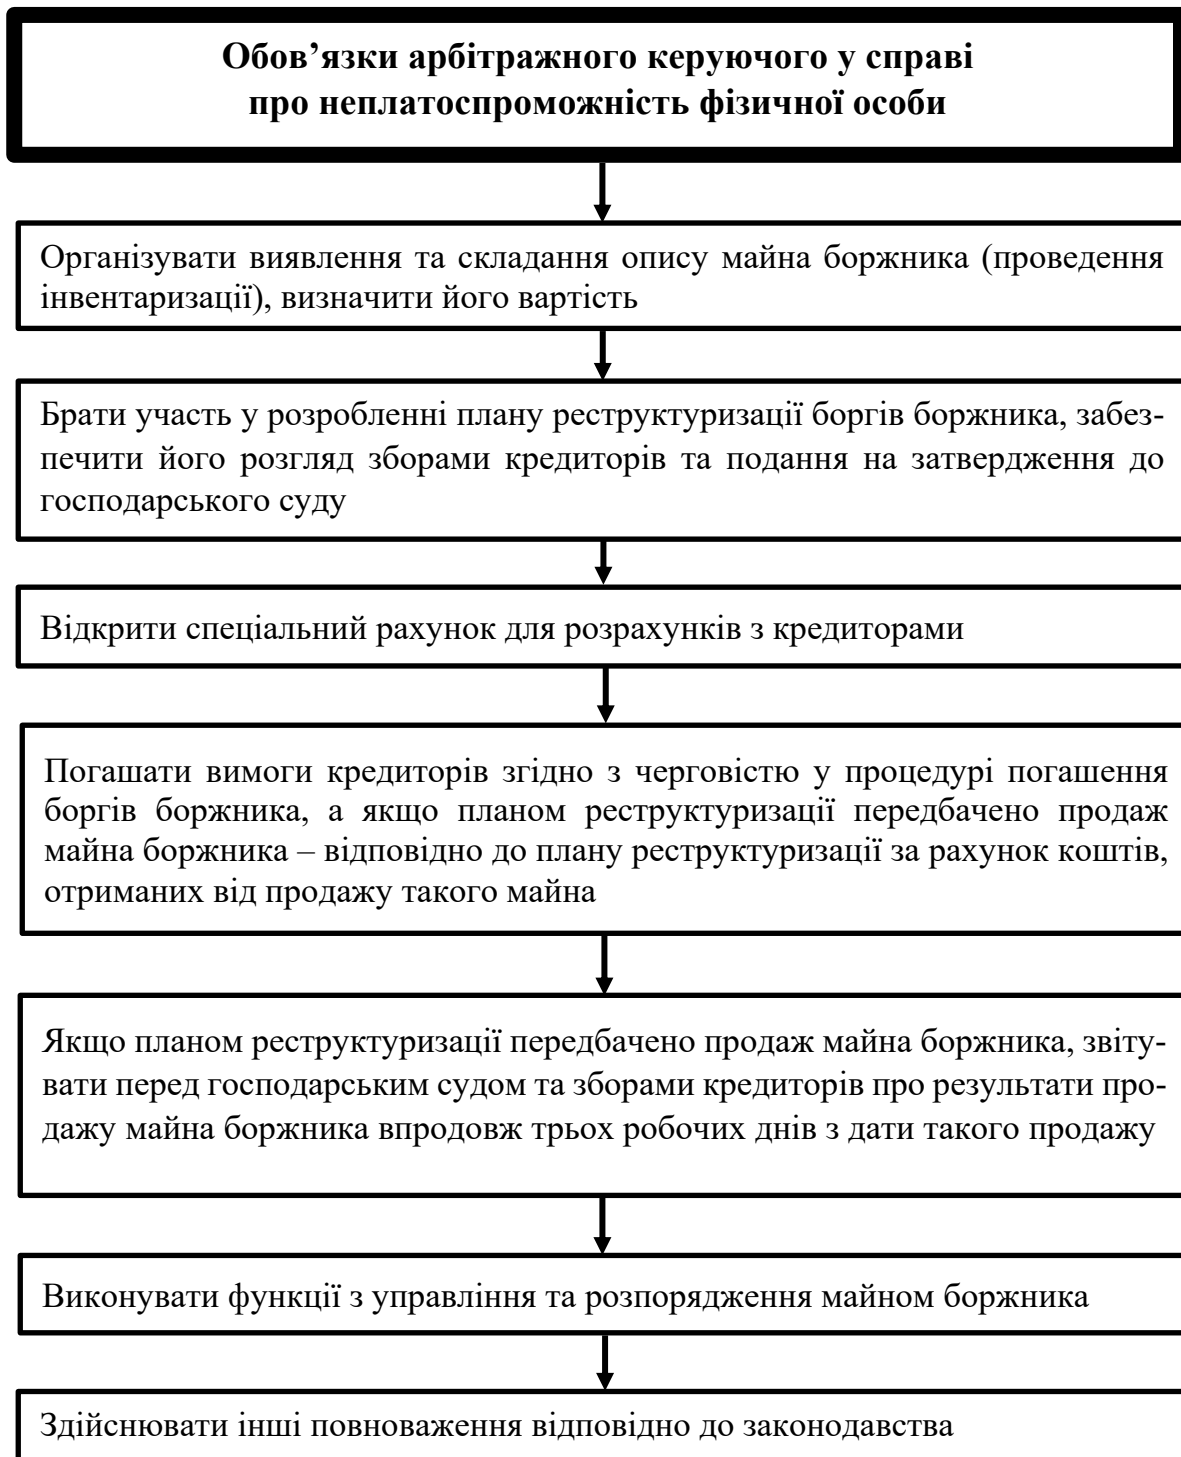 Обов’язки арбітражного керуючого у справі
про неплатоспроможність фізичної особи
Організувати виявлення та складання опису майна боржника (проведення
інвентаризації), визначити його вартість
Брати участь у розробленні плану реструктуризації боргів боржника, забез-
печити його розгляд зборами кредиторів та подання на затвердження до
господарського суду
Відкрити спеціальний рахунок для розрахунків з кредиторами
Погашати вимоги кредиторів згідно з черговістю у процедурі погашення
боргів боржника, а якщо планом реструктуризації передбачено продаж
майна боржника – відповідно до плану реструктуризації за рахунок коштів,
отриманих від продажу такого майна
Якщо планом реструктуризації передбачено продаж майна боржника, звіту-
вати перед господарським судом та зборами кредиторів про результати про-
дажу майна боржника впродовж трьох робочих днів з дати такого продажу
Виконувати функції з управління та розпорядження майном боржника
Здійснювати інші повноваження відповідно до законодавства